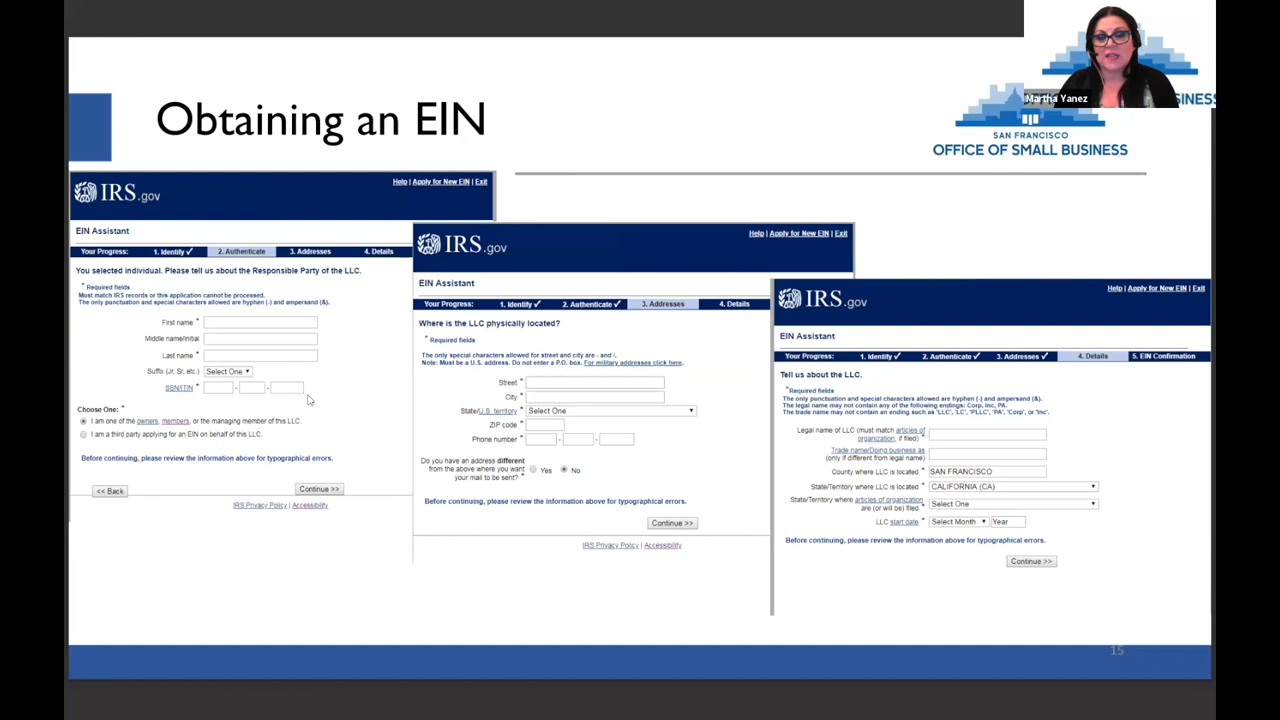 Martha Yanez
INESS
SAN FRANCISCO
OFFICE OF SMALL BUSINESS
Obtaining an EIN
IRS.gov
Help | Apply for New EIN | Exit
EIN Assistant
Your Progress: 1. Identify ✓ 2. Authenticate 3. Addresses 4. Details
You selected individual. Please tell us about the Responsible Party of the LLC.
* Required fields
Must match IRS records or this application cannot be processed.
The only punctuation and special characters allowed are hyphen (-) and ampersand (&).
First name *
Middle name/Initial
Last name *
Suffix (Jr, Sr, etc.) Select One
SSN/ITIN * - -
Choose One: *
I am one of the owners, members, or the managing member of this LLC.
I am a third party applying for an EIN on behalf of this LLC.
Before continuing, please review the information above for typographical errors.
<< Back
Continue >>
IRS Privacy Policy | Accessibility
IRS.gov
Help | Apply for New EIN | Exit
EIN Assistant
Your Progress: 1. Identify ✓ 2. Authenticate ✓ 3. Addresses 4. Details
Where is the LLC physically located?
* Required fields
The only special characters allowed for street and city are - and /.
Note: Must be a U.S. address. Do not enter a P.O. box. For military addresses click here.
Street *
City *
State/U.S. territory * Select One
ZIP code *
Phone number * - -
Do you have an address different
from the above where you want
your mail to be sent? * Yes No
Before continuing, please review the information above for typographical errors.
Continue >>
IRS Privacy Policy | Accessibility
IRS.gov
Help | Apply for New EIN | Exit
EIN Assistant
Your Progress: 1. Identify ✓ 2. Authenticate ✓ 3. Addresses ✓ 4. Details 5. EIN Confirmation
Tell us about the LLC.
* Required fields
The only punctuation and special characters allowed are hyphen (-) and ampersand (&).
The legal name may not contain any of the following endings: Corp, Inc, PA.
The trade name may not contain an ending such as 'LLC', 'LC', 'PLLC', 'PA', 'Corp', or 'Inc'.
Legal name of LLC (must match articles of
organization, if filed) *
Trade name/Doing business as
(only if different from legal name)
County where LLC is located * SAN FRANCISCO
State/Territory where LLC is located * CALIFORNIA (CA)
State/Territory where articles of organization
are (or will be) filed * Select One
LLC start date * Select Month Year
Before continuing, please review the information above for typographical errors.
Continue >>
15